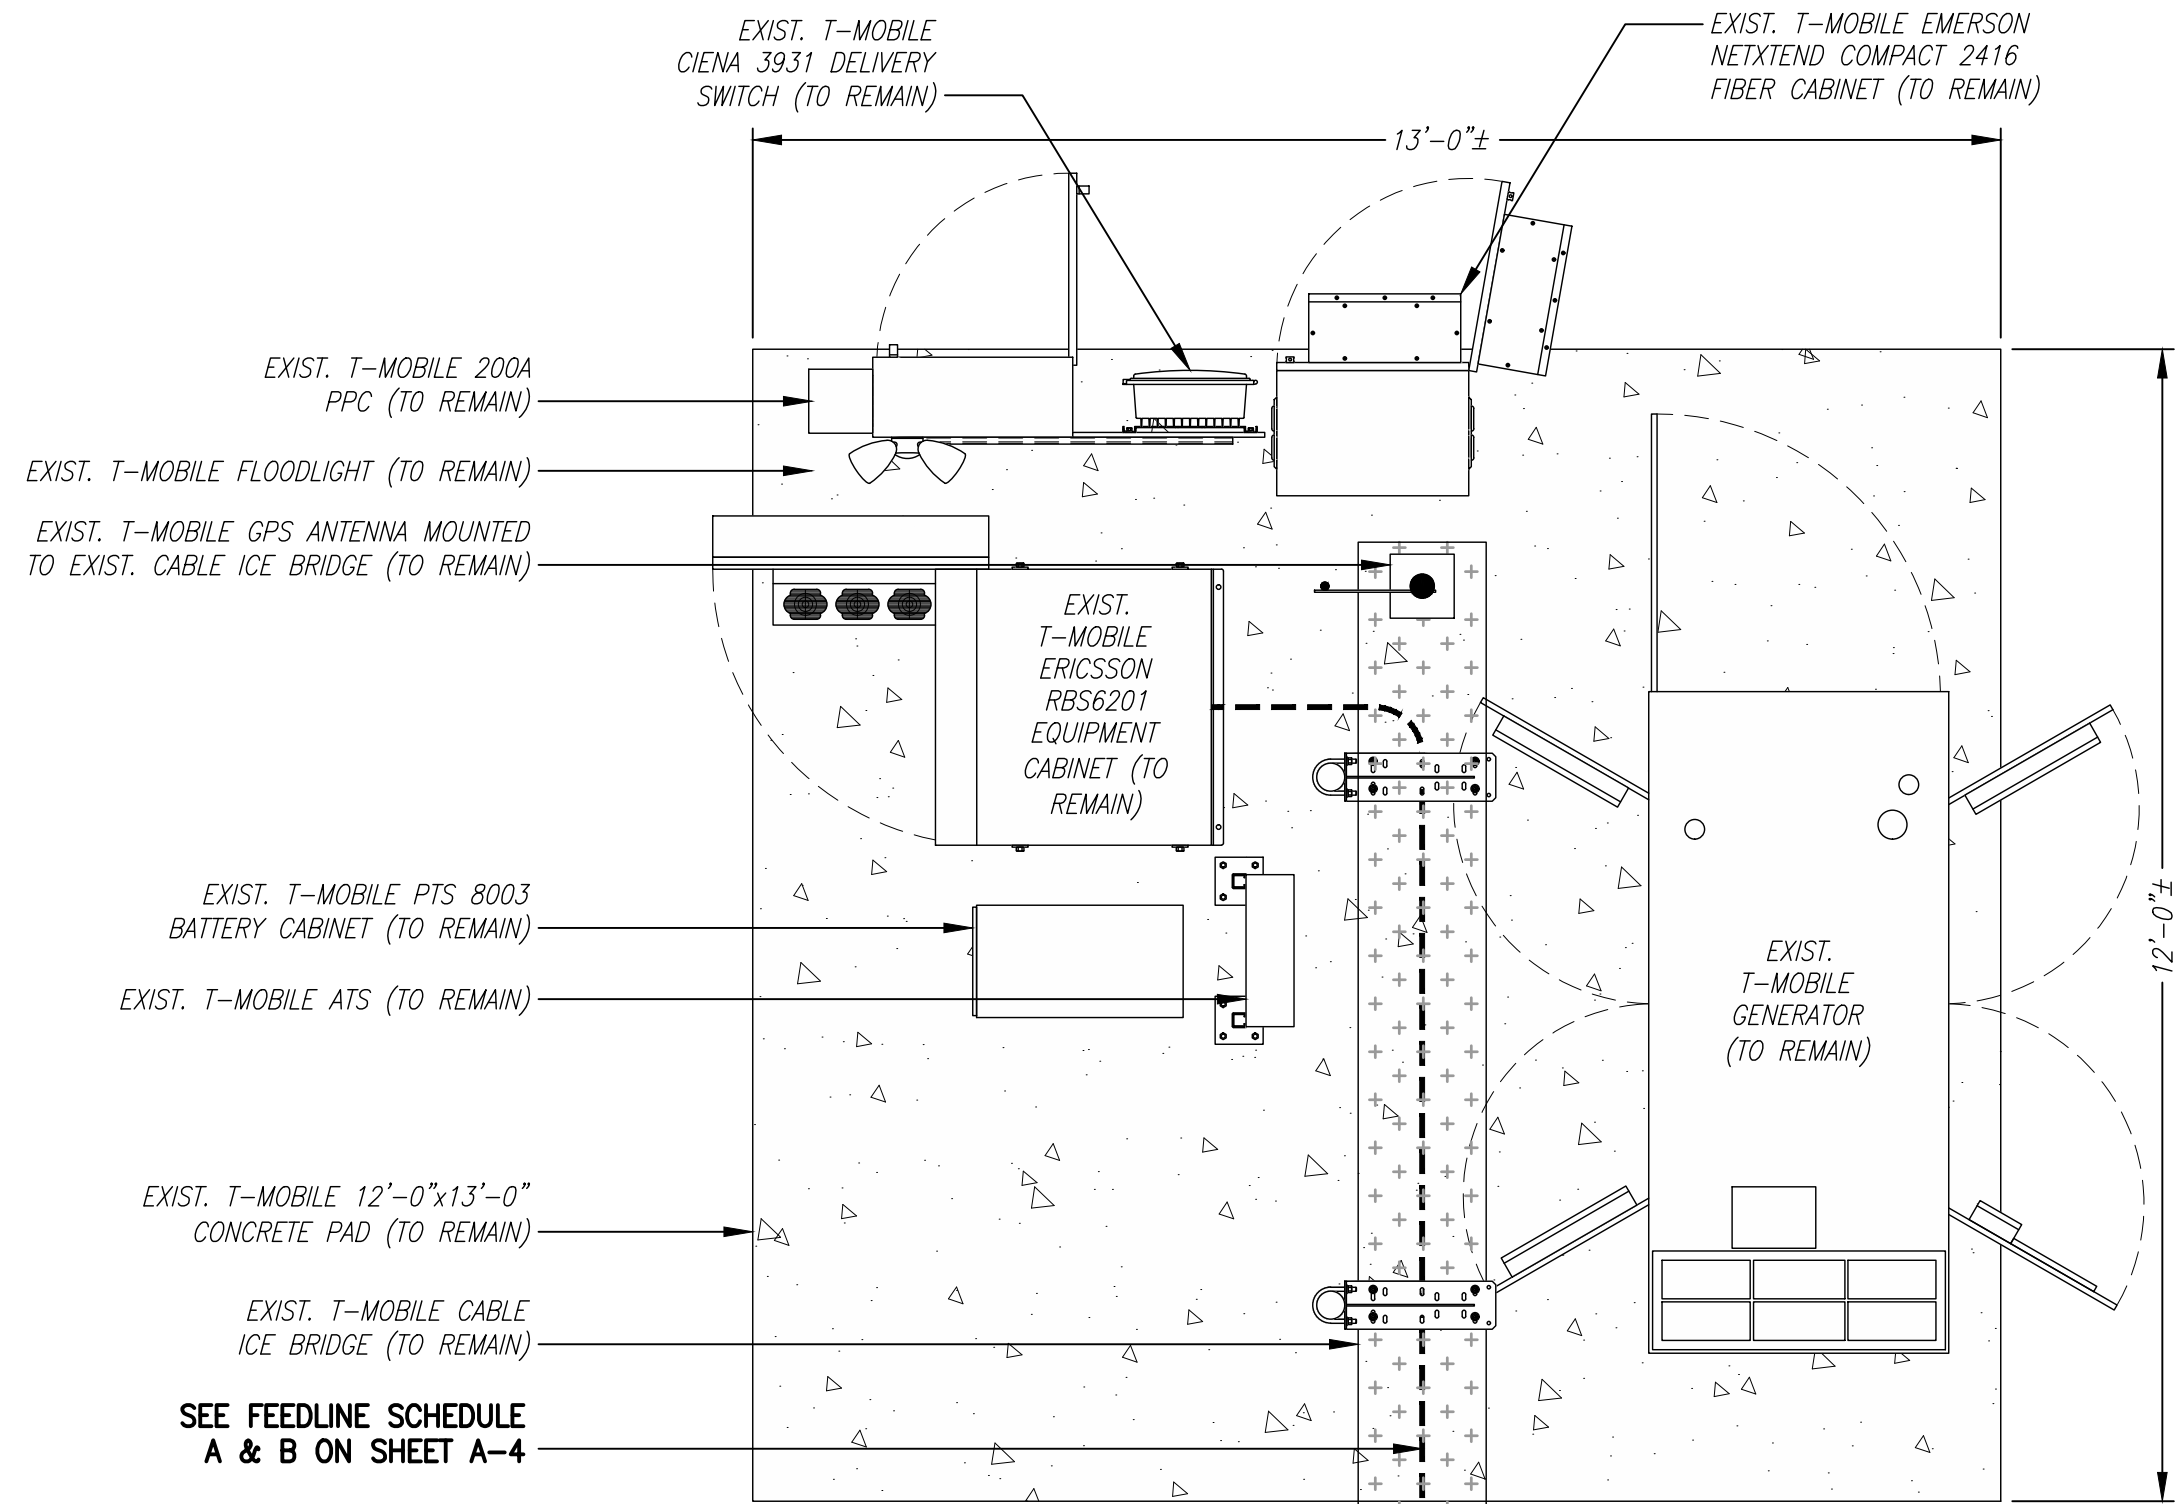 EXIST. T-MOBILE
CIENA 3931 DELIVERY
SWITCH (TO REMAIN)
EXIST. T-MOBILE EMERSON
NETXTEND COMPACT 2416
FIBER CABINET (TO REMAIN)
13'-0"±
EXIST. T-MOBILE 200A
PPC (TO REMAIN)
EXIST. T-MOBILE FLOODLIGHT (TO REMAIN)
EXIST. T-MOBILE GPS ANTENNA MOUNTED
TO EXIST. CABLE ICE BRIDGE (TO REMAIN)
EXIST.
T-MOBILE
ERICSSON
RBS6201
EQUIPMENT
CABINET (TO
REMAIN)
EXIST. T-MOBILE PTS 8003
BATTERY CABINET (TO REMAIN)
EXIST. T-MOBILE ATS (TO REMAIN)
EXIST.
T-MOBILE
GENERATOR
(TO REMAIN)
12'-0"±
EXIST. T-MOBILE 12'-0"x13'-0"
CONCRETE PAD (TO REMAIN)
EXIST. T-MOBILE CABLE
ICE BRIDGE (TO REMAIN)
SEE FEEDLINE SCHEDULE
A & B ON SHEET A-4